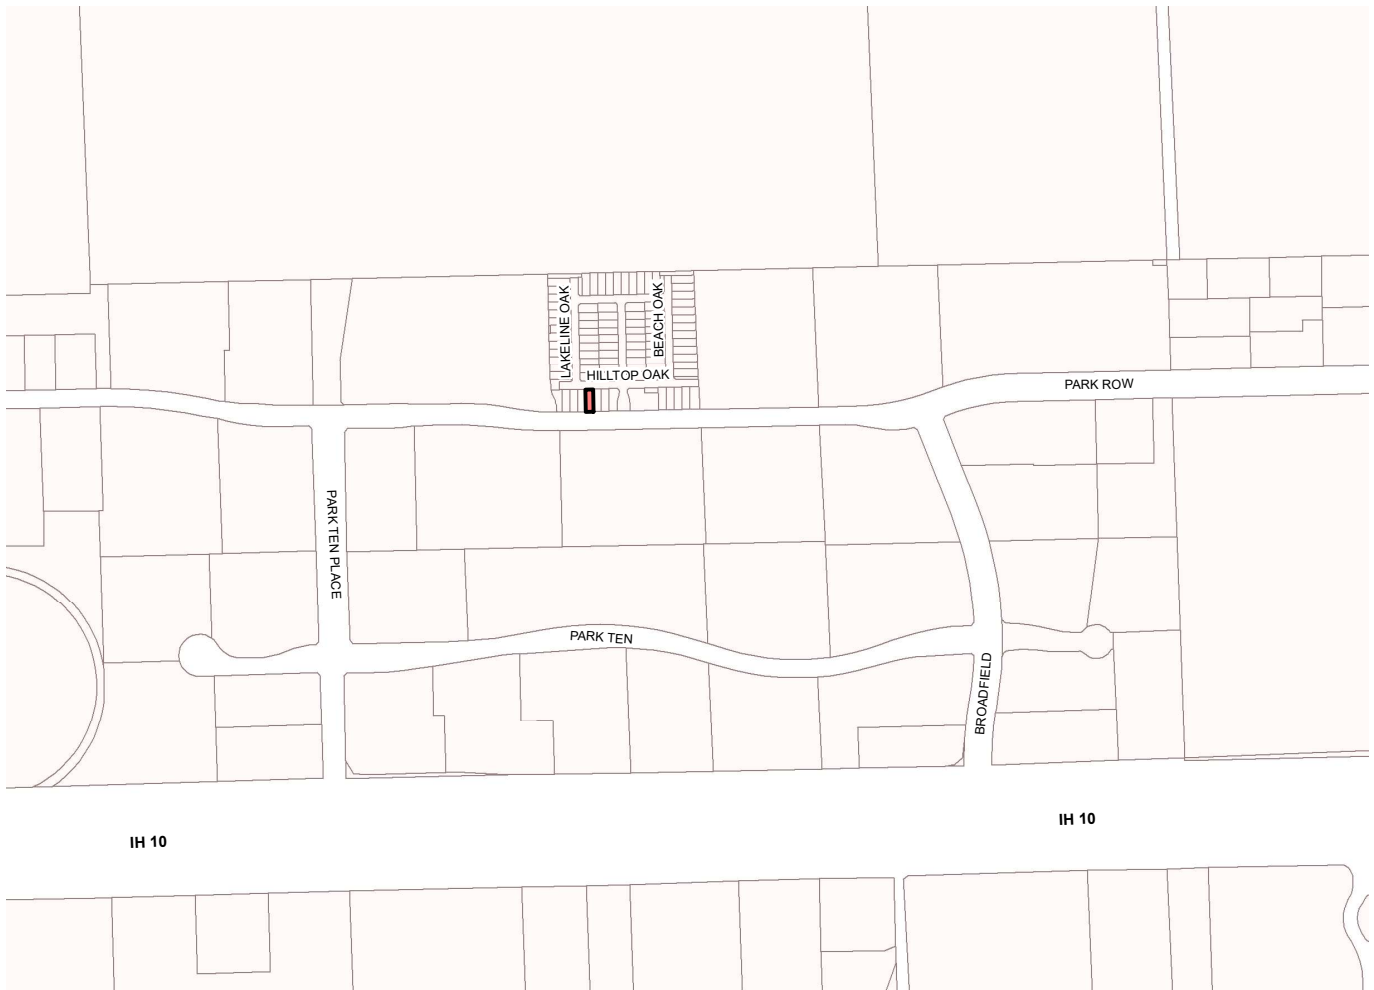 LAKELINE OAK
BEACH OAK
HILLTOP OAK
PARK ROW
PARK TEN PLACE
PARK TEN
BROADFIELD
IH 10
IH 10